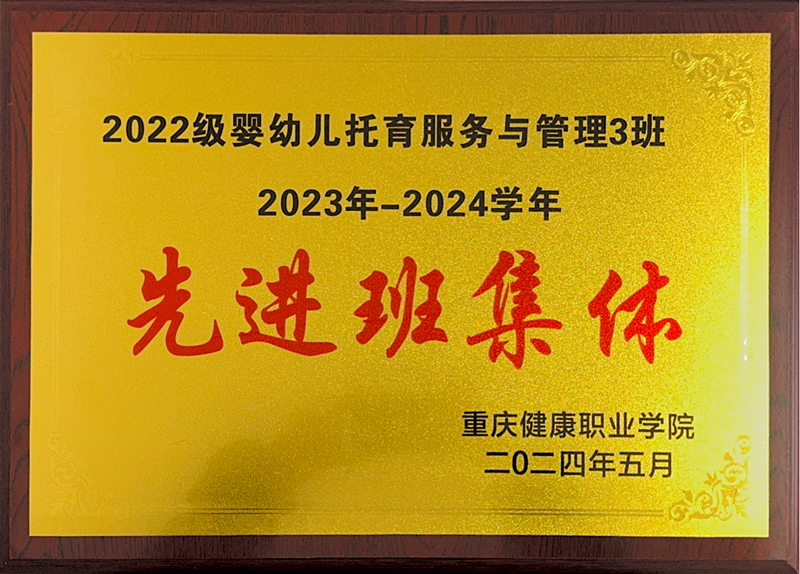 2022级婴幼儿托育服务与管理3班
2023年-2024学年
先进班集体
重庆健康职业学院
二〇二四年五月